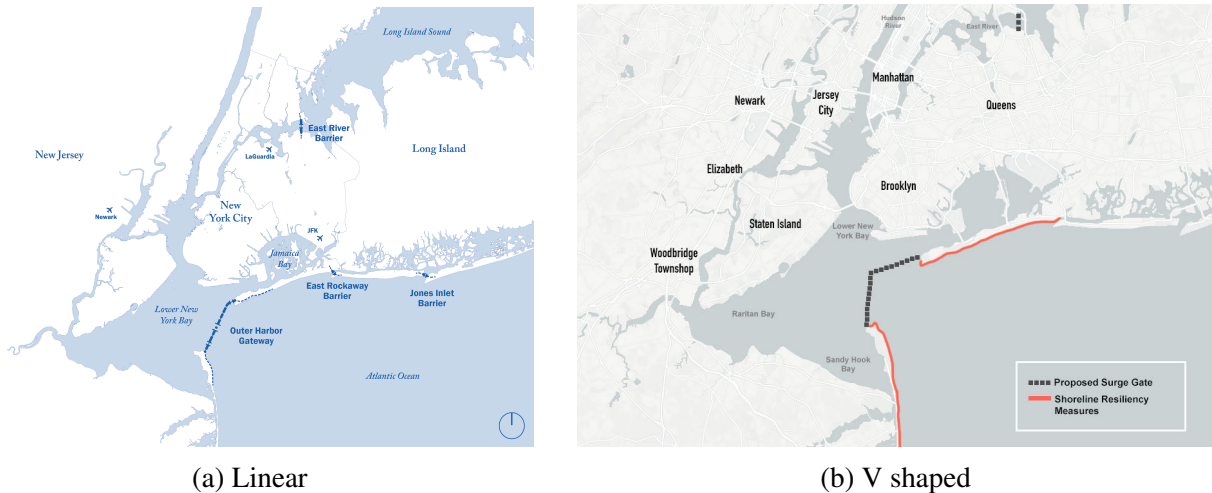 Long Island Sound
East River
Barrier
LaGuardia
New Jersey
Long Island
Newark
New
York City
JFK
Jamaica
Bay
East Rockaway
Barrier
Jones Inlet
Barrier
Lower New
York Bay
Outer Harbor
Gateway
Atlantic Ocean
(a) Linear
Hudson
River
East River
Manhattan
Newark
Jersey
City
Queens
Elizabeth
Brooklyn
Staten Island
Lower New
York Bay
Woodbridge
Townshop
Raritan Bay
Sandy Hook
Bay
Proposed Surge Gate
Shoreline Resiliency
Measures
(b) V shaped